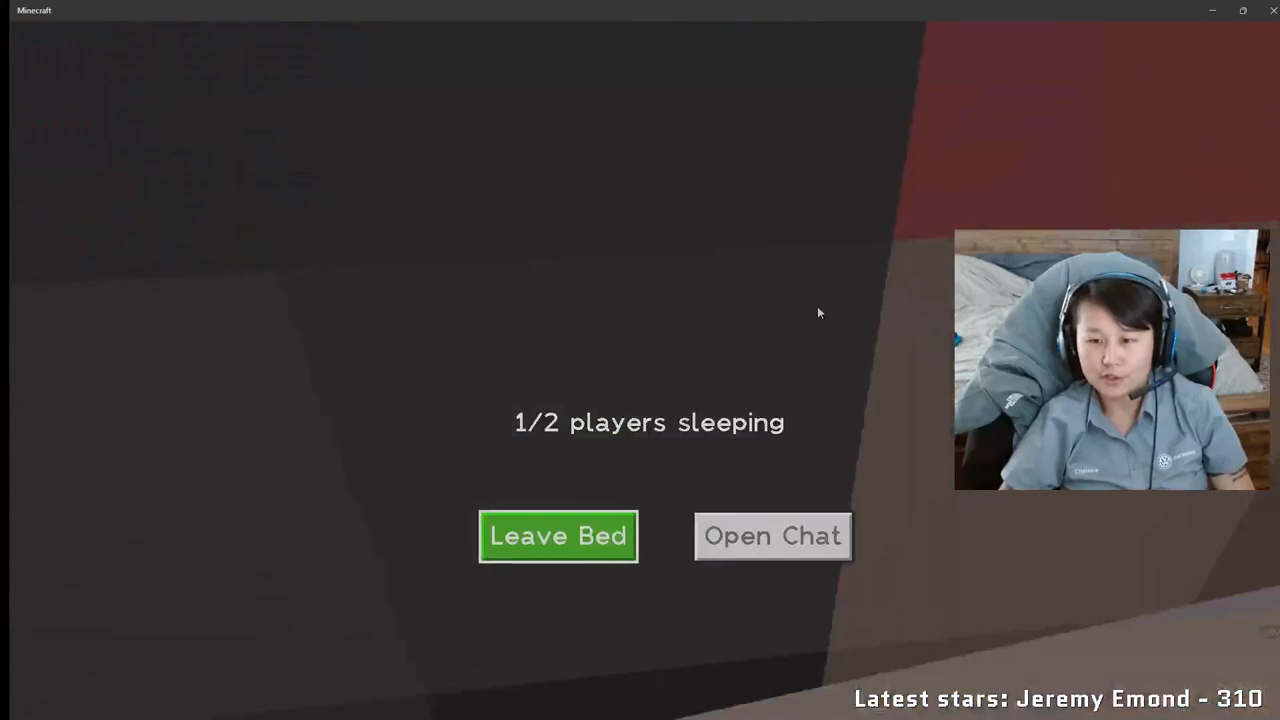 Minecraft
1/2 players sleeping
Leave Bed
Open Chat
Latest stars: Jeremy Emond - 310